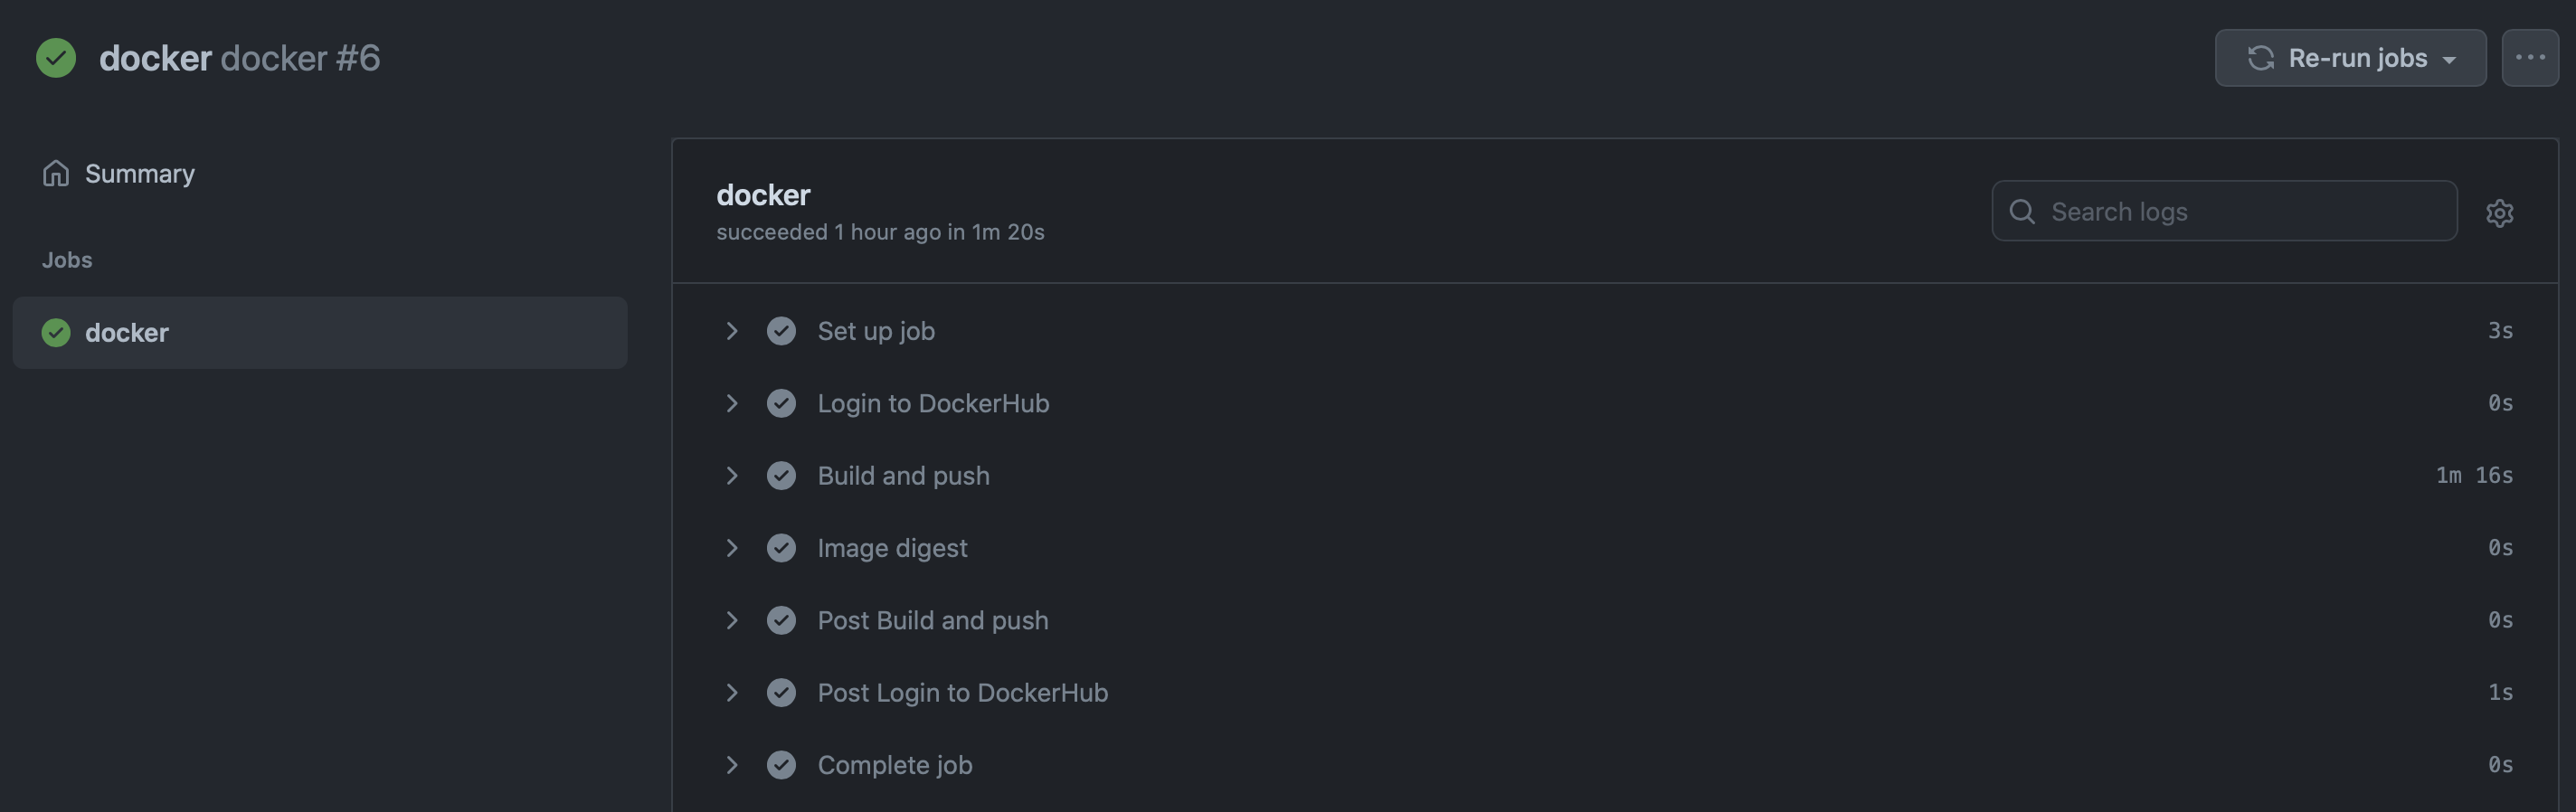 docker docker #6
Re-run jobs
Summary
Jobs
docker
docker
succeeded 1 hour ago in 1m 20s
Search logs
Set up job 3s
Login to DockerHub 0s
Build and push 1m 16s
Image digest 0s
Post Build and push 0s
Post Login to DockerHub 1s
Complete job 0s